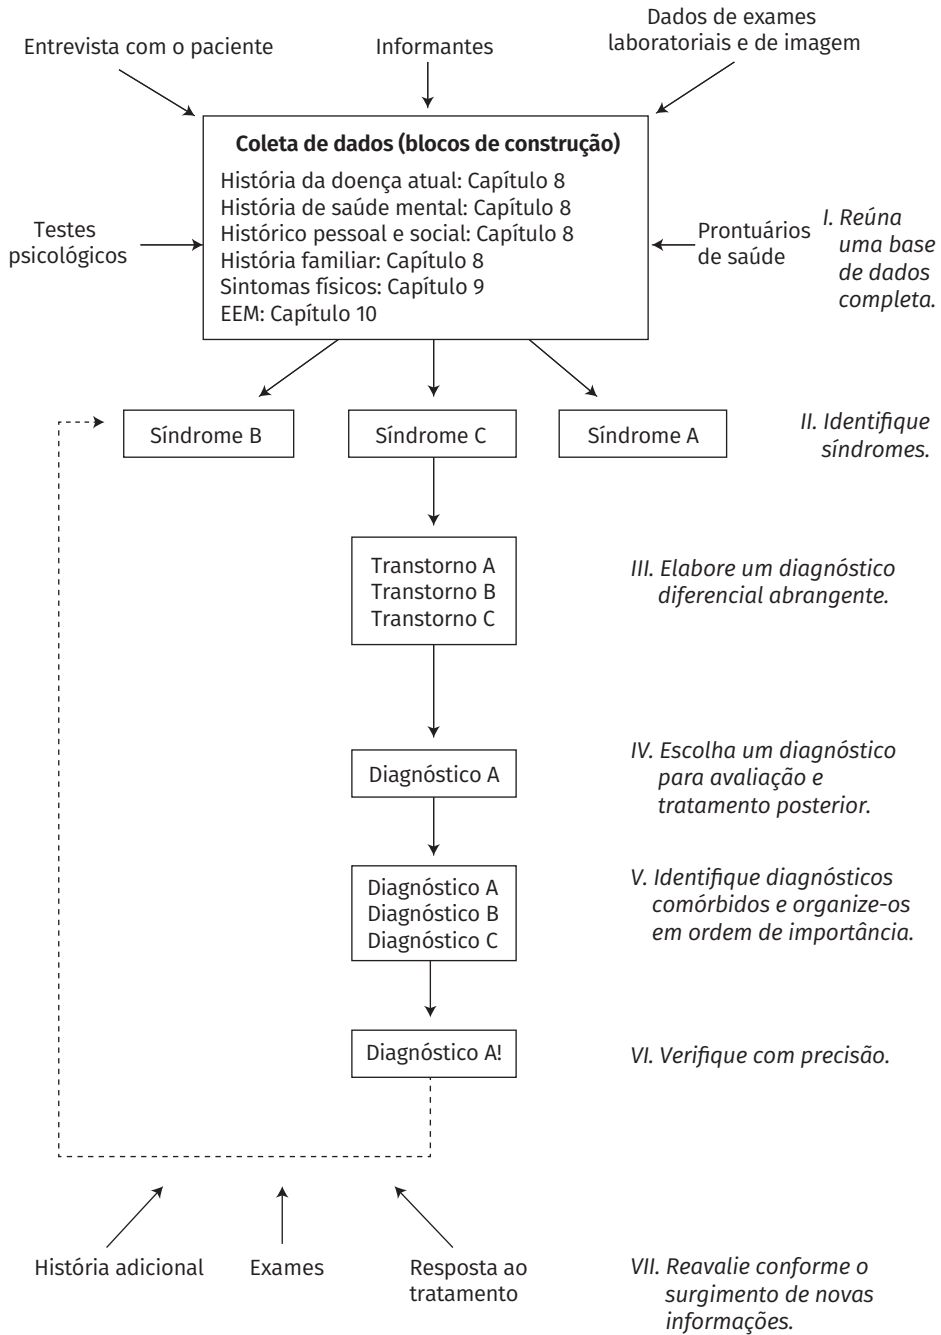 Entrevista com o paciente
Informantes
Dados de exames
laboratoriais e de imagem
Coleta de dados (blocos de construção)
História da doença atual: Capítulo 8
História de saúde mental: Capítulo 8
Histórico pessoal e social: Capítulo 8
História familiar: Capítulo 8
Sintomas físicos: Capítulo 9
EEM: Capítulo 10
Testes
psicológicos
Prontuários
de saúde
I. Reúna
uma base
de dados
completa.
Síndrome B
Síndrome C
Síndrome A
II. Identifique
síndromes.
Transtorno A
Transtorno B
Transtorno C
III. Elabore um diagnóstico
diferencial abrangente.
Diagnóstico A
IV. Escolha um diagnóstico
para avaliação e
tratamento posterior.
Diagnóstico A
Diagnóstico B
Diagnóstico C
V. Identifique diagnósticos
comórbidos e organize-os
em ordem de importância.
Diagnóstico A!
VI. Verifique com precisão.
História adicional
Exames
Resposta ao
tratamento
VII. Reavalie conforme o
surgimento de novas
informações.